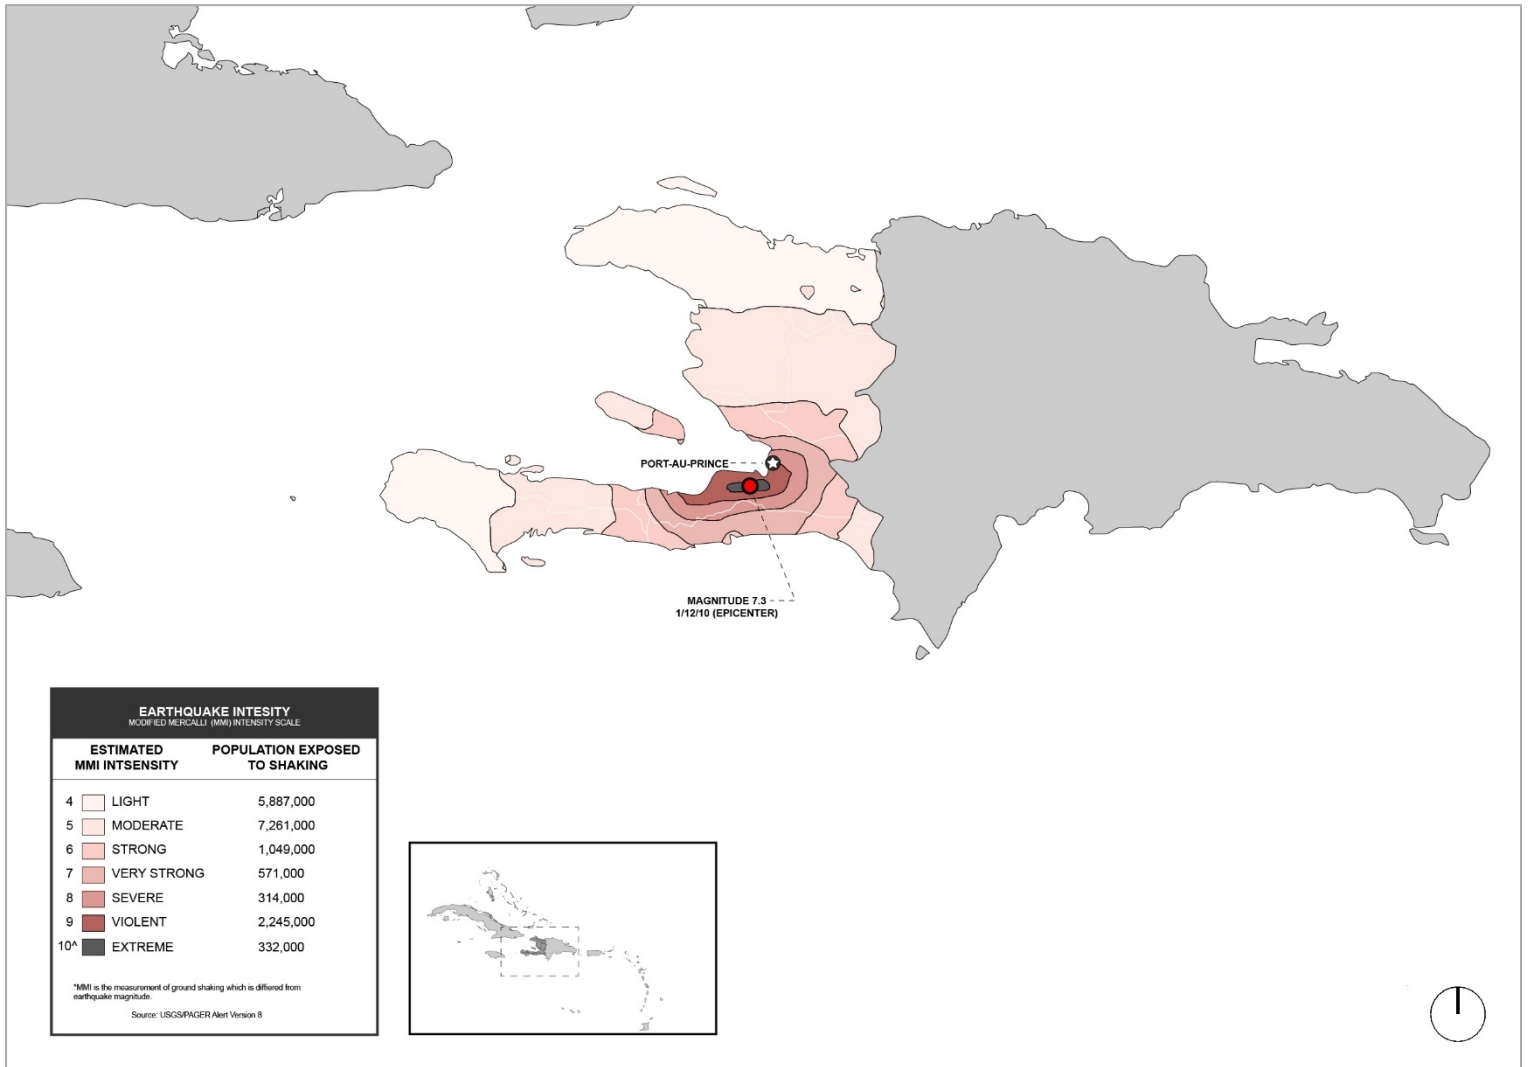 PORT-AU-PRINCE
MAGNITUDE 7.3
1/12/10 (EPICENTER)
EARTHQUAKE INTESITY
MODIFIED MERCALLI (MMI) INTENSITY SCALE
ESTIMATED POPULATION EXPOSED
MMI INTSENSITY TO SHAKING
4 LIGHT 5,887,000
5 MODERATE 7,261,000
6 STRONG 1,049,000
7 VERY STRONG 571,000
8 SEVERE 314,000
9 VIOLENT 2,245,000
10^ EXTREME 332,000
*MMI is the measurement of ground shaking which is differed from
earthquake magnitude.
Source: USGS/PAGER Alert Version 8